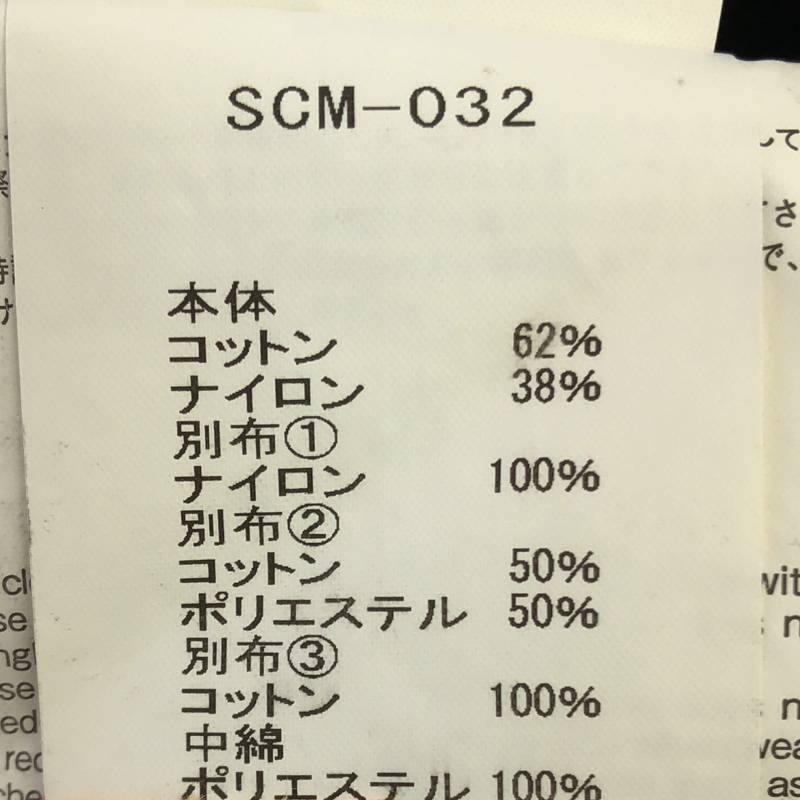 SCM-032
本体
コットン 62%
ナイロン 38%
別布①
ナイロン 100%
別布②
コットン 50%
ポリエステル 50%
別布③
コットン 100%
中綿
ポリエステル 100%